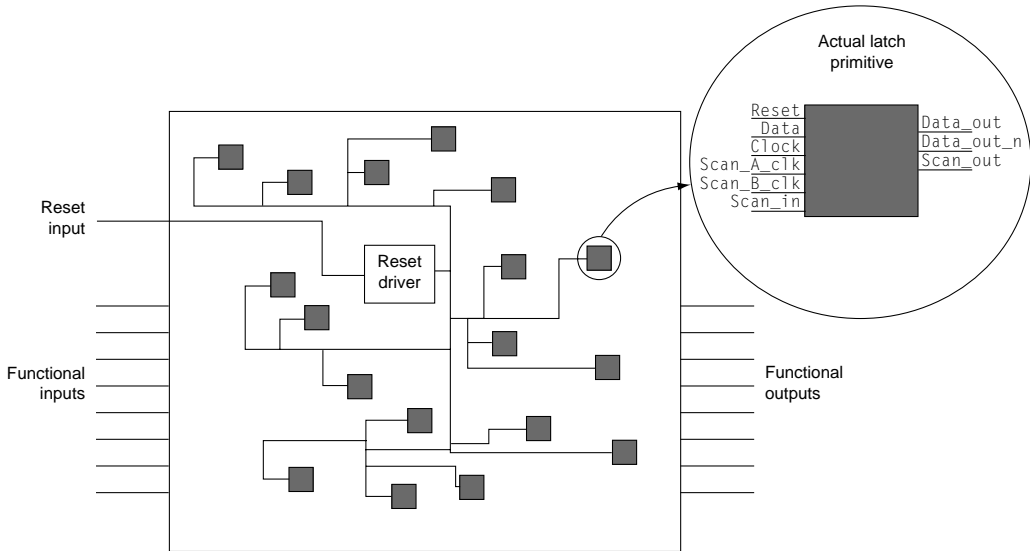 Actual latch
primitive
Reset
Data
Clock
Scan_A_clk
Scan_B_clk
Scan_in
Data_out
Data_out_n
Scan_out
Reset
input
Reset
driver
Functional
inputs
Functional
outputs